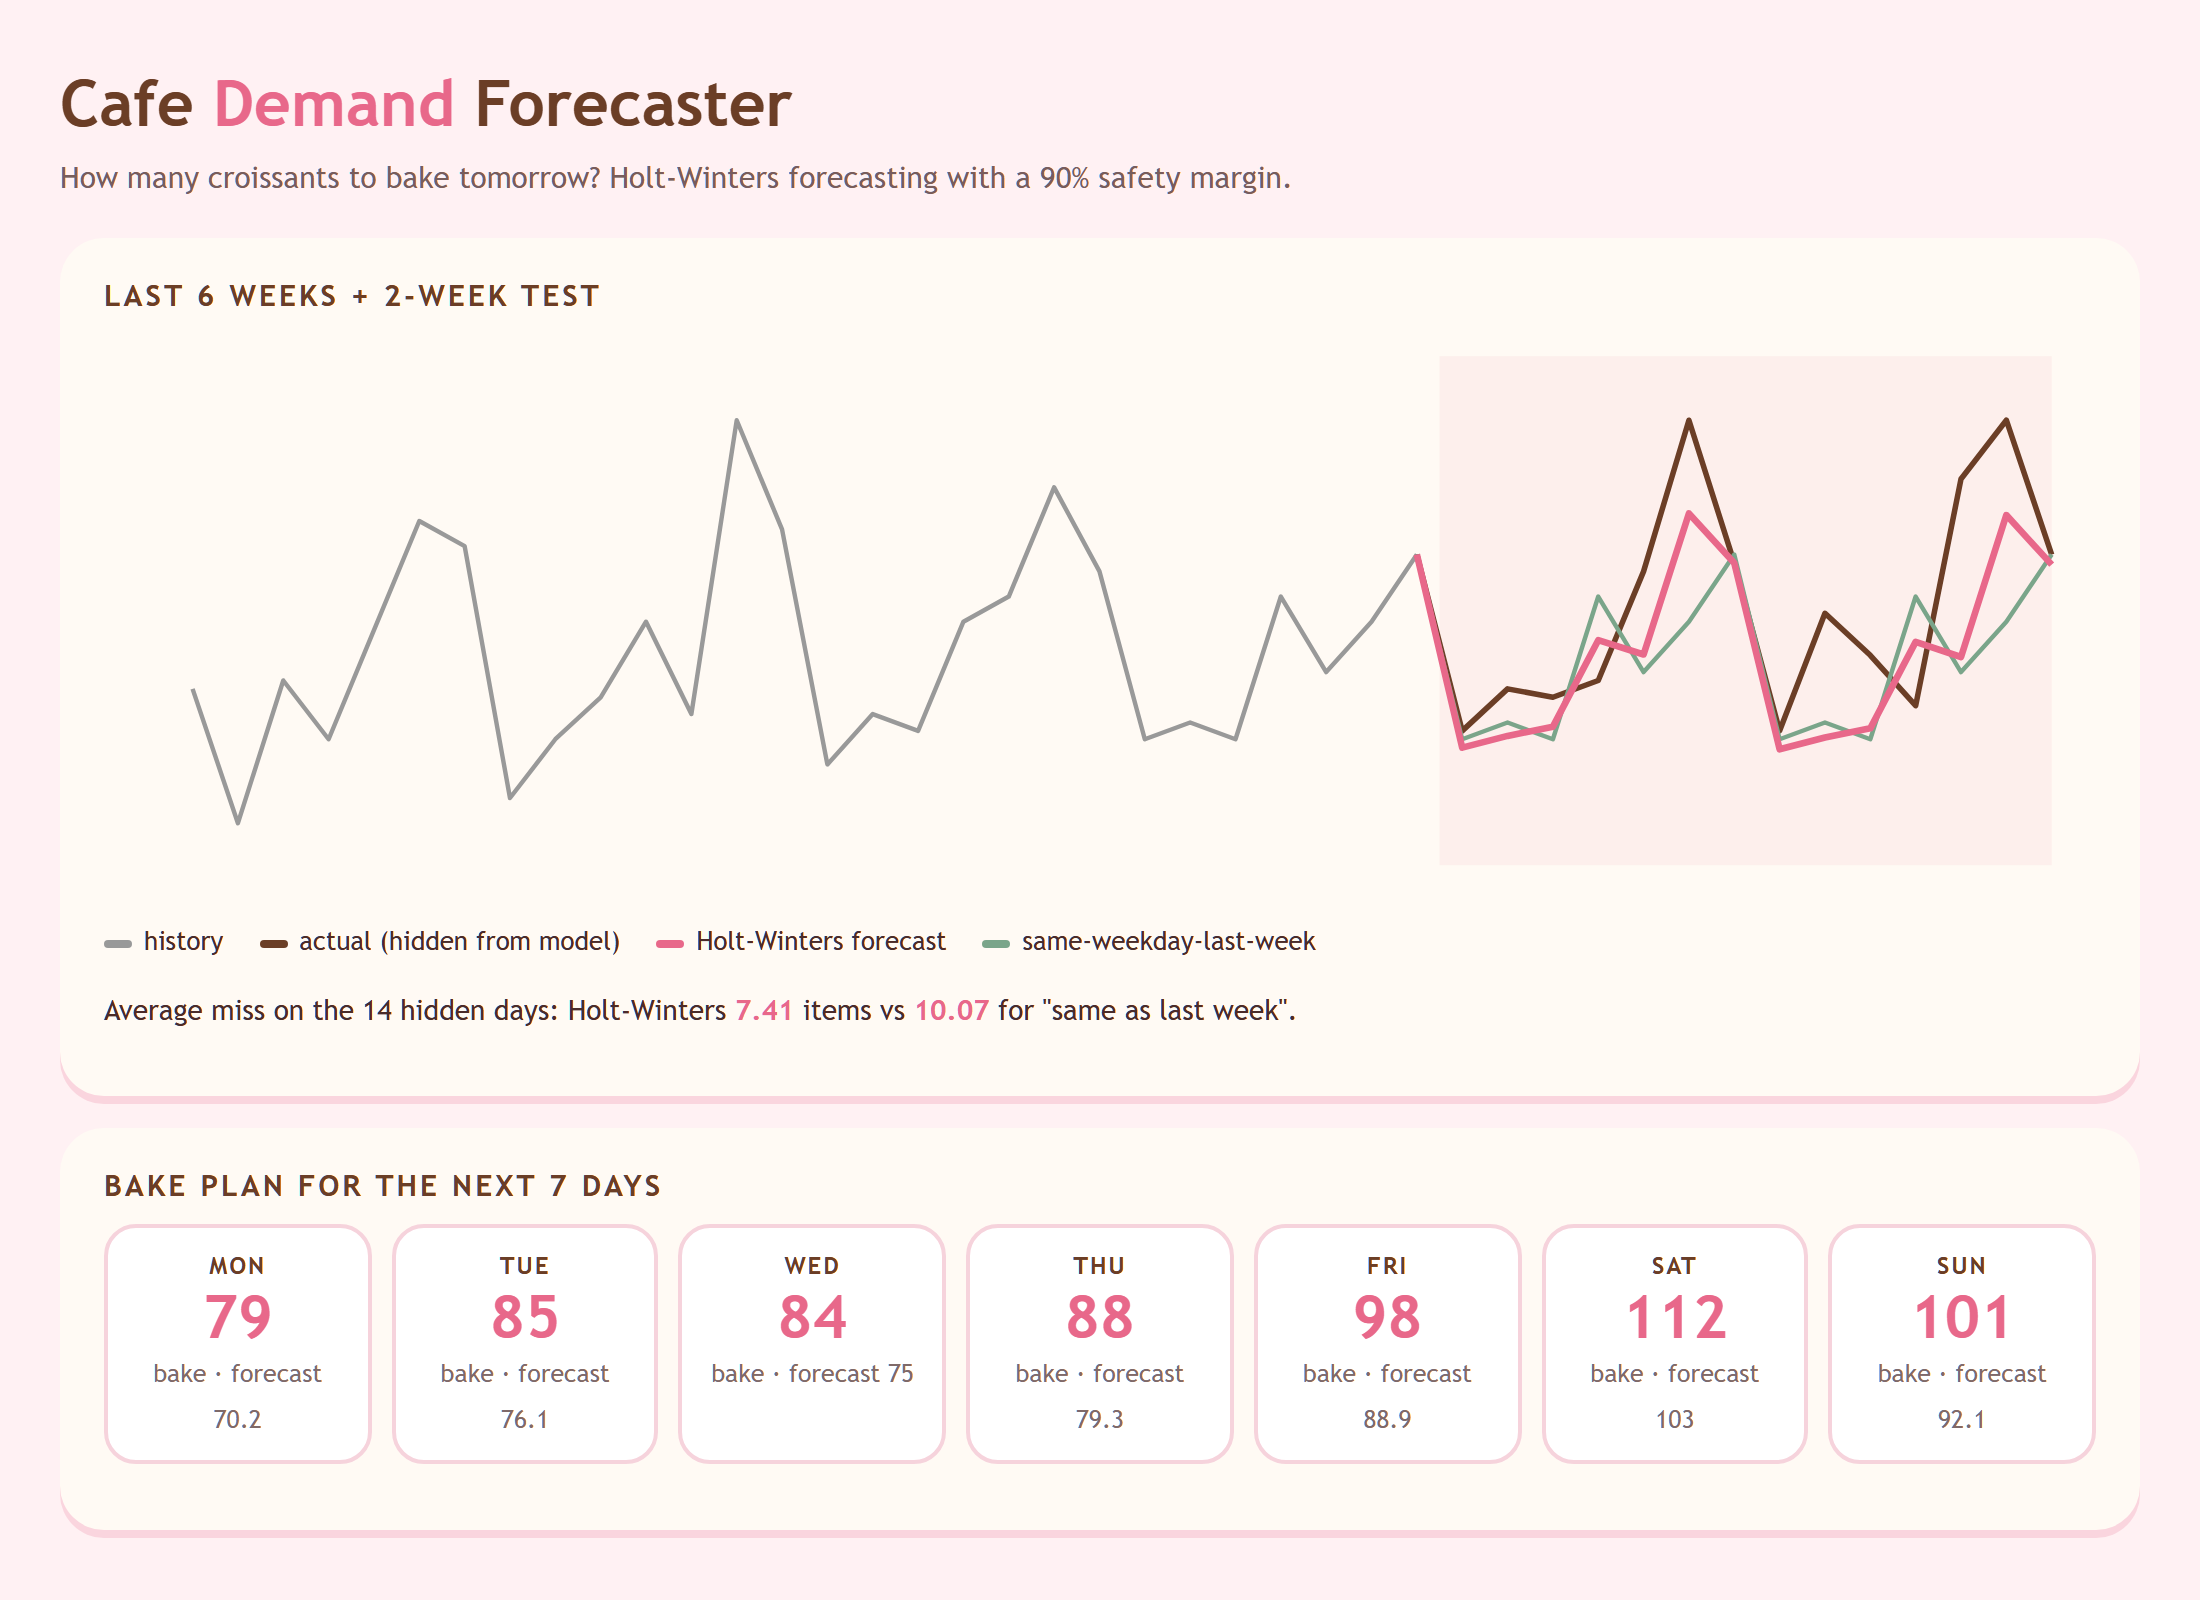 Cafe Demand Forecaster
How many croissants to bake tomorrow? Holt-Winters forecasting with a 90% safety margin.
LAST 6 WEEKS + 2-WEEK TEST
history
actual (hidden from model)
Holt-Winters forecast
same-weekday-last-week
Average miss on the 14 hidden days: Holt-Winters 7.41 items vs 10.07 for "same as last week".
BAKE PLAN FOR THE NEXT 7 DAYS
MON
79
bake · forecast
70.2
TUE
85
bake · forecast
76.1
WED
84
bake · forecast 75
THU
88
bake · forecast
79.3
FRI
98
bake · forecast
88.9
SAT
112
bake · forecast
103
SUN
101
bake · forecast
92.1